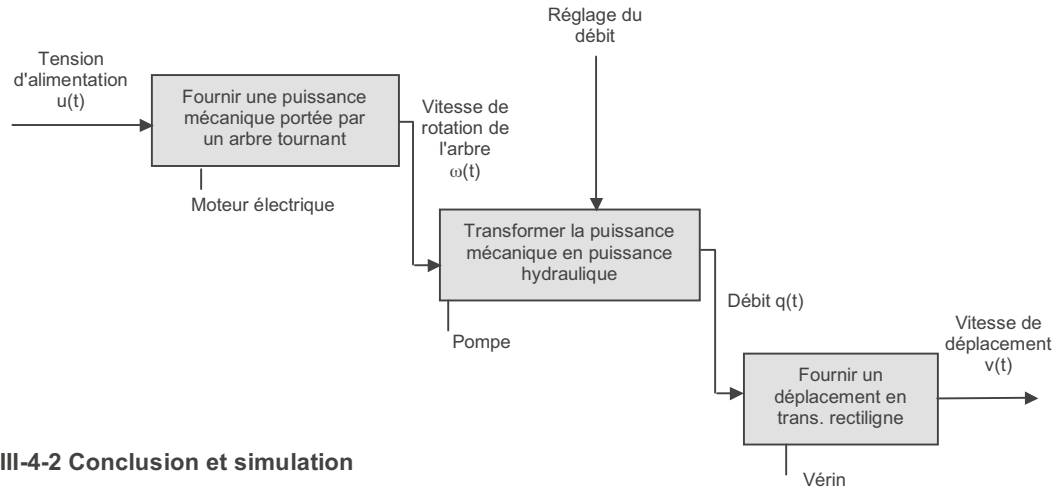 Réglage du
débit
Tension
d'alimentation
u(t)
Fournir une puissance
mécanique portée par
un arbre tournant
Vitesse de
rotation de
l'arbre
ω(t)
Moteur électrique
Transformer la puissance
mécanique en puissance
hydraulique
Débit q(t)
Pompe
Vitesse de
déplacement
v(t)
Fournir un
déplacement en
trans. rectiligne
III-4-2 Conclusion et simulation
Vérin